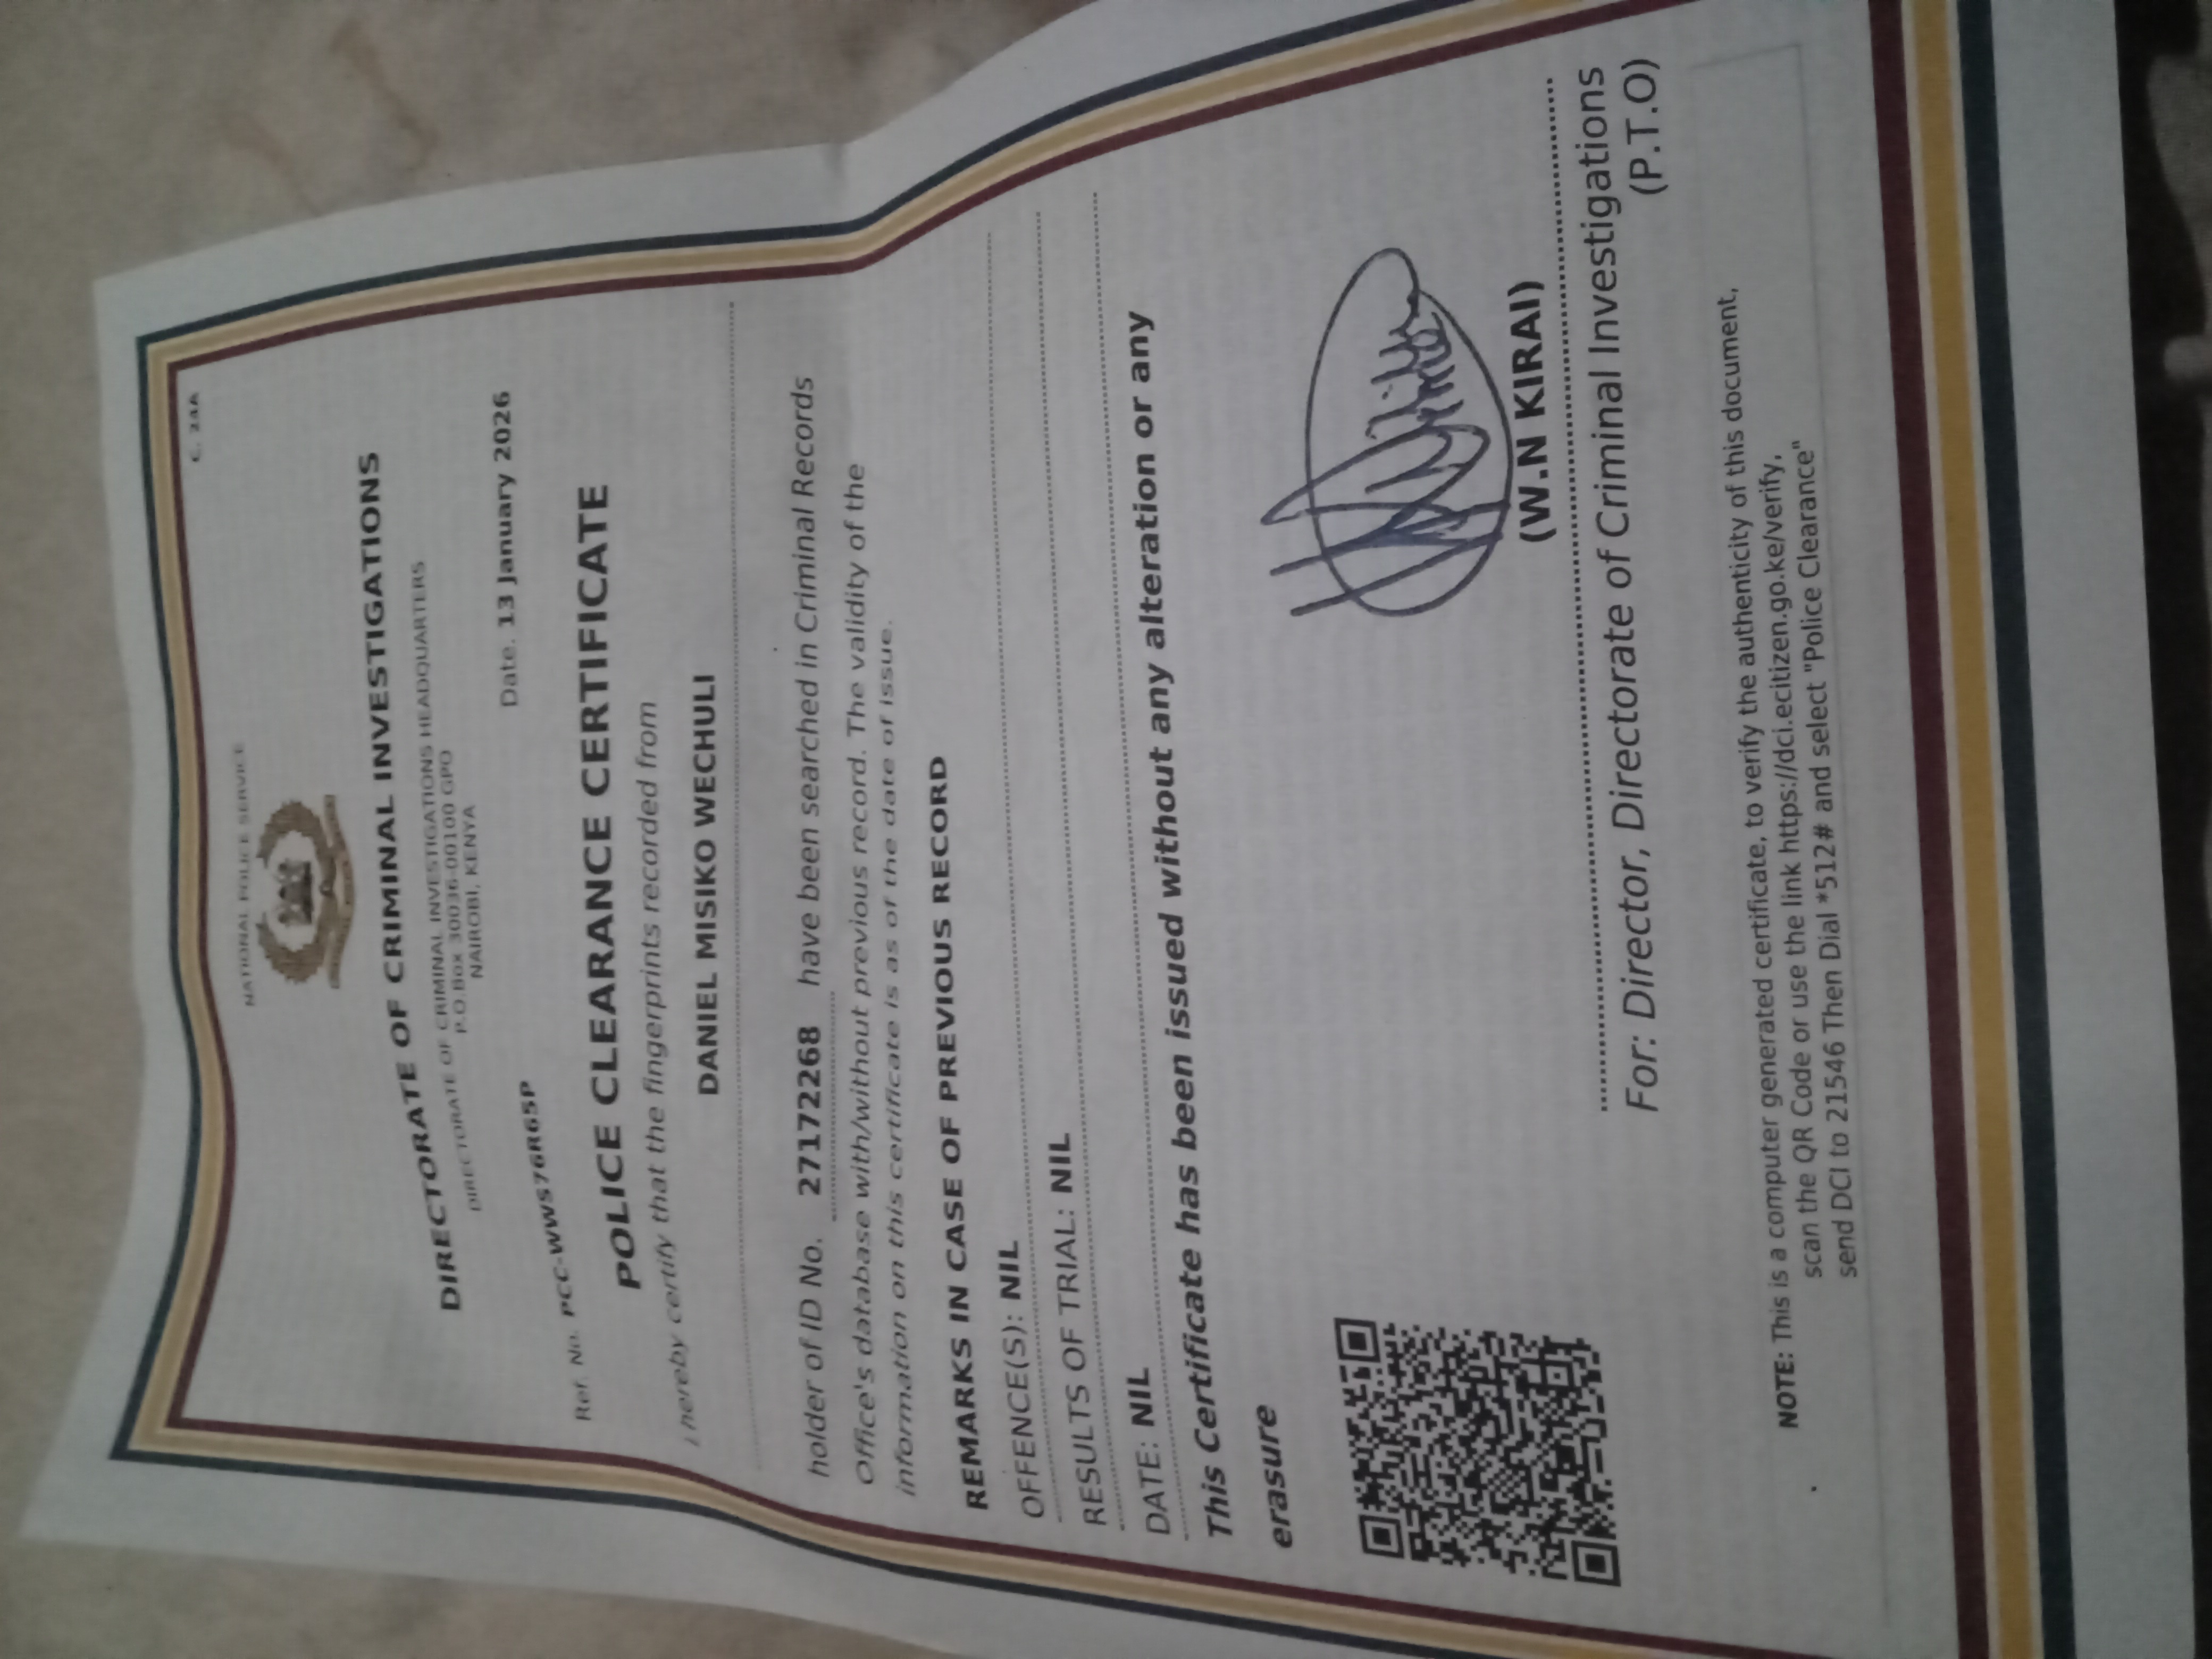 C. 24A
NATIONAL POLICE SERVICE
DIRECTORATE OF CRIMINAL INVESTIGATIONS
DIRECTORATE OF CRIMINAL INVESTIGATIONS HEADQUARTERS
P.O. Box 30036-00100 GPO
NAIROBI, KENYA
Date. 13 January 2026
Ref. No. PCC-WWS76R65P
POLICE CLEARANCE CERTIFICATE
I hereby certify that the fingerprints recorded from
DANIEL MISIKO WECHULI
holder of ID No. 27172268 have been searched in Criminal Records
Office's database with/without previous record. The validity of the
information on this certificate is as of the date of issue.
REMARKS IN CASE OF PREVIOUS RECORD
OFFENCE(S): NIL
RESULTS OF TRIAL: NIL
DATE: NIL
This Certificate has been issued without any alteration or any
erasure
(W.N KIRAI)
For: Director, Directorate of Criminal Investigations
(P.T.O)
NOTE: This is a computer generated certificate, to verify the authenticity of this document,
scan the QR Code or use the link https://dci.ecitizen.go.ke/verify,
send DCI to 21546 Then Dial *512# and select "Police Clearance"